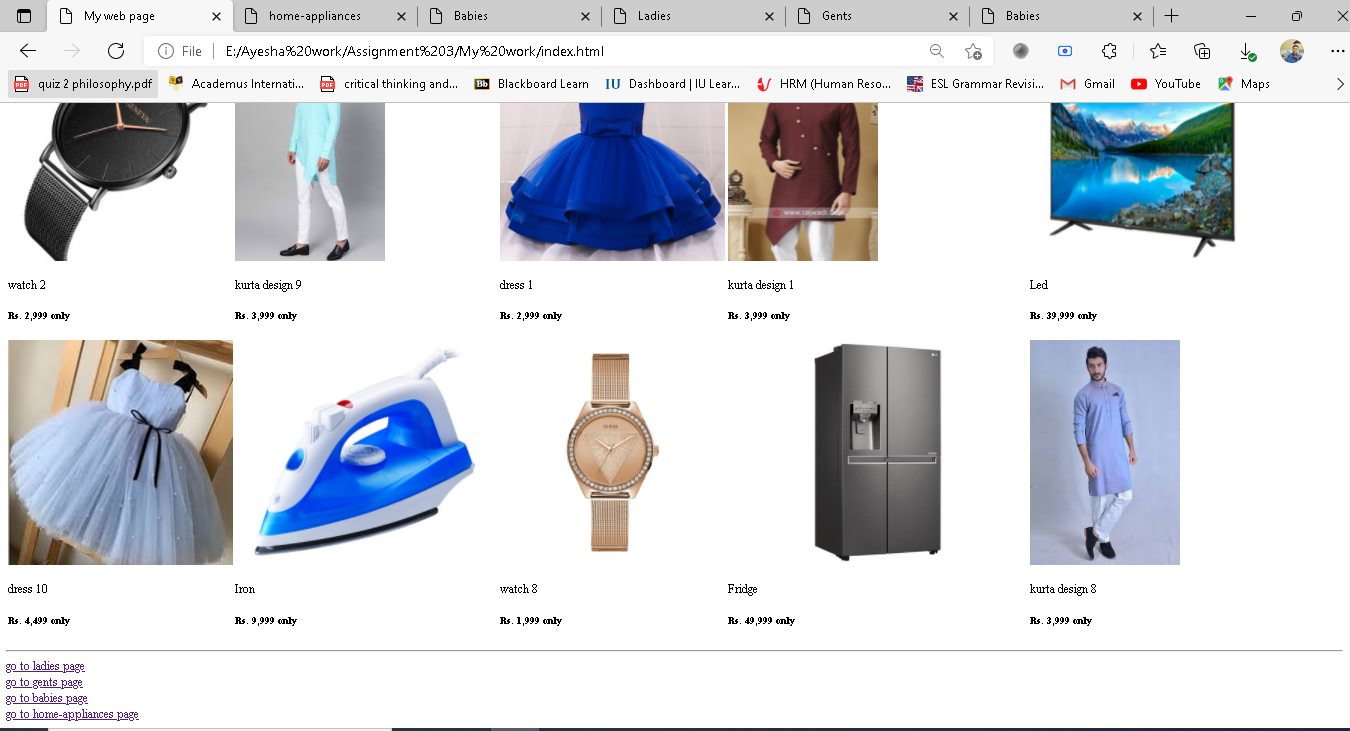 My web page
home-appliances
Babies
Ladies
Gents
Babies
File
E:/Ayesha%20work/Assignment%203/My%20work/index.html
quiz 2 philosophy.pdf
Academus Internati...
critical thinking and...
Bb
Blackboard Learn
IU
Dashboard | IU Lear...
HRM (Human Reso...
ESL Grammar Revisi...
Gmail
YouTube
Maps
GENEVA
watch 2
kurta design 9
dress 1
kurta design 1
Led
Rs. 2,999 only
Rs. 3,999 only
Rs. 2,999 only
Rs. 3,999 only
Rs. 39,999 only
GUESS
LG
dress 10
Iron
watch 8
Fridge
kurta design 8
Rs. 4,499 only
Rs. 9,999 only
Rs. 1,999 only
Rs. 49,999 only
Rs. 3,999 only
go to ladies page
go to gents page
go to babies page
go to home-appliances page